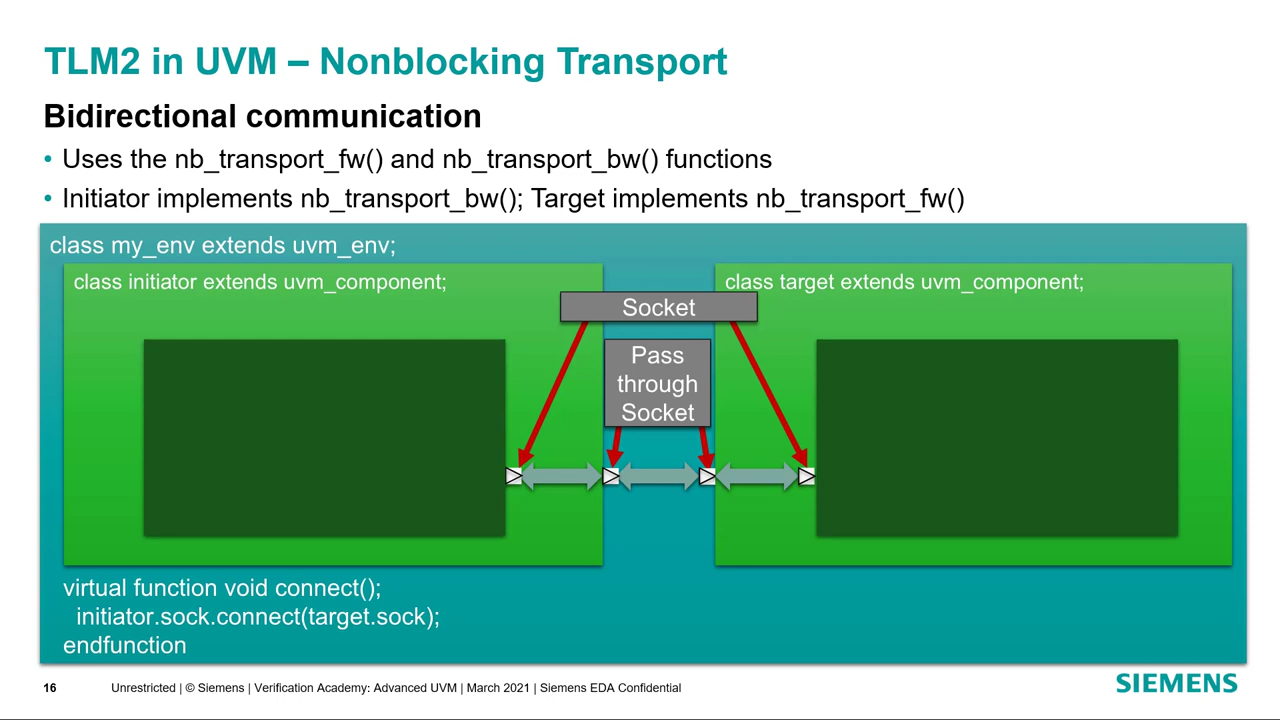 TLM2 in UVM – Nonblocking Transport
Bidirectional communication
• Uses the nb_transport_fw() and nb_transport_bw() functions
• Initiator implements nb_transport_bw(); Target implements nb_transport_fw()
class my_env extends uvm_env;
class initiator extends uvm_component;
class target extends uvm_component;
Socket
Pass
through
Socket
virtual function void connect();
initiator.sock.connect(target.sock);
endfunction
16
Unrestricted | © Siemens | Verification Academy: Advanced UVM | March 2021 | Siemens EDA Confidential
SIEMENS